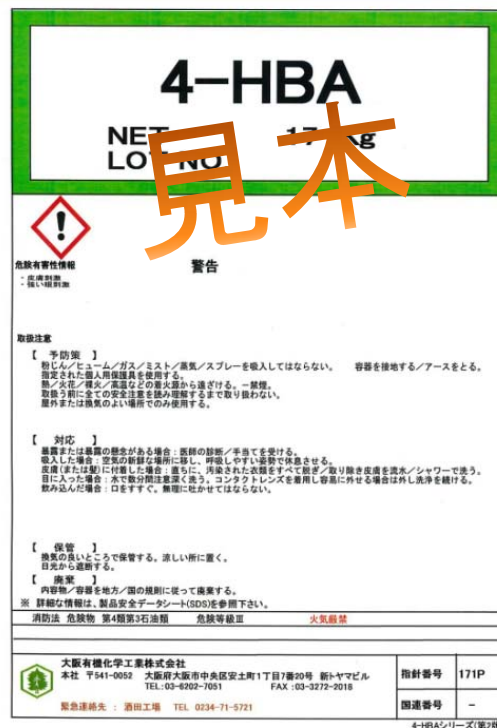 4-HBA
NET Kg
LOT NO
見本
危険有害性情報
警告
・皮膚刺激
・強い眼刺激
取扱注意
【 予防策 】
粉じん/ヒューム/ガス/ミスト/蒸気/スプレーを吸入してはならない。 容器を接地する/アースをとる。
指定された個人用保護具を使用する。
熱/火花/裸火/高温などの着火源から遠ざける。-禁煙。
取扱う前に全ての安全注意を読み理解するまで取り扱わない。
屋外または換気のよい場所でのみ使用する。
【 対応 】
暴露または暴露の懸念がある場合:医師の診断/手当てを受ける。
吸入した場合:空気の新鮮な場所に移し、呼吸しやすい姿勢で休息させる。
皮膚(または髪)に付着した場合:直ちに、汚染された衣類をすべて脱ぎ/取り除き皮膚を流水/シャワーで洗う。
目に入った場合:水で数分間注意深く洗う。コンタクトレンズを着用し容易に外せる場合は外し洗浄を続ける。
飲み込んだ場合:口をすすぐ。無理に吐かせてはならない。
【 保管 】
換気の良いところで保管する。涼しい所に置く。
日光から遮断する。
【 廃棄 】
内容物/容器を地方/国の規則に従って廃棄する。
※ 詳細な情報は、製品安全データシート(SDS)を参照下さい。
消防法 危険物 第4類第3石油類 危険等級Ⅲ 火気厳禁
大阪有機化学工業株式会社
本社 〒541-0052 大阪府大阪市中央区安土町1丁目7番20号 新トヤマビル
TEL:03-6202-7051 FAX:03-3272-2018
緊急連絡先 : 酒田工場 TEL 0234-71-5721
指針番号 171P
国連番号 -
4-HBAシリーズ(第2版